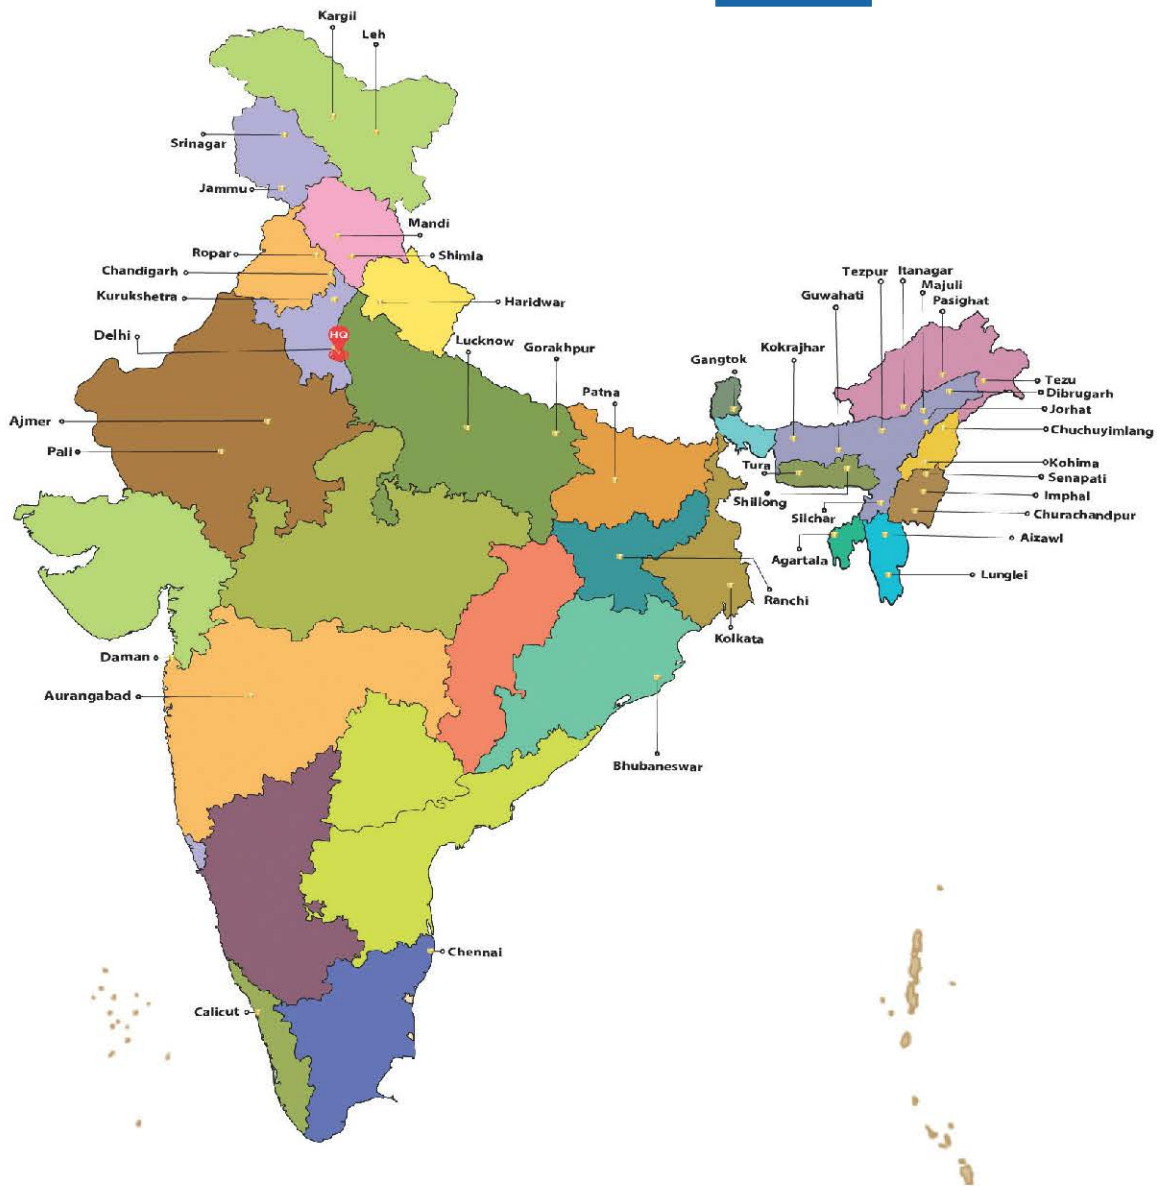 Kargil
Leh
Srinagar
Jammu
Mandi
Ropar
Shimla
Chandigarh
Kurukshetra
Haridwar
HQ
Delhi
Lucknow
Gorakhpur
Patna
Ajmer
Pali
Tezpur
Itanagar
Majuli
Guwahati
Pasighat
Kokrajhar
Gangtok
Tezu
Dibrugarh
Jorhat
Chuchuyimlang
Kohima
Tura
Senapati
Shillong
Imphal
Silchar
Churachandpur
Aizawl
Agartala
Lunglei
Ranchi
Kolkata
Daman
Aurangabad
Bhubaneswar
Chennai
Calicut